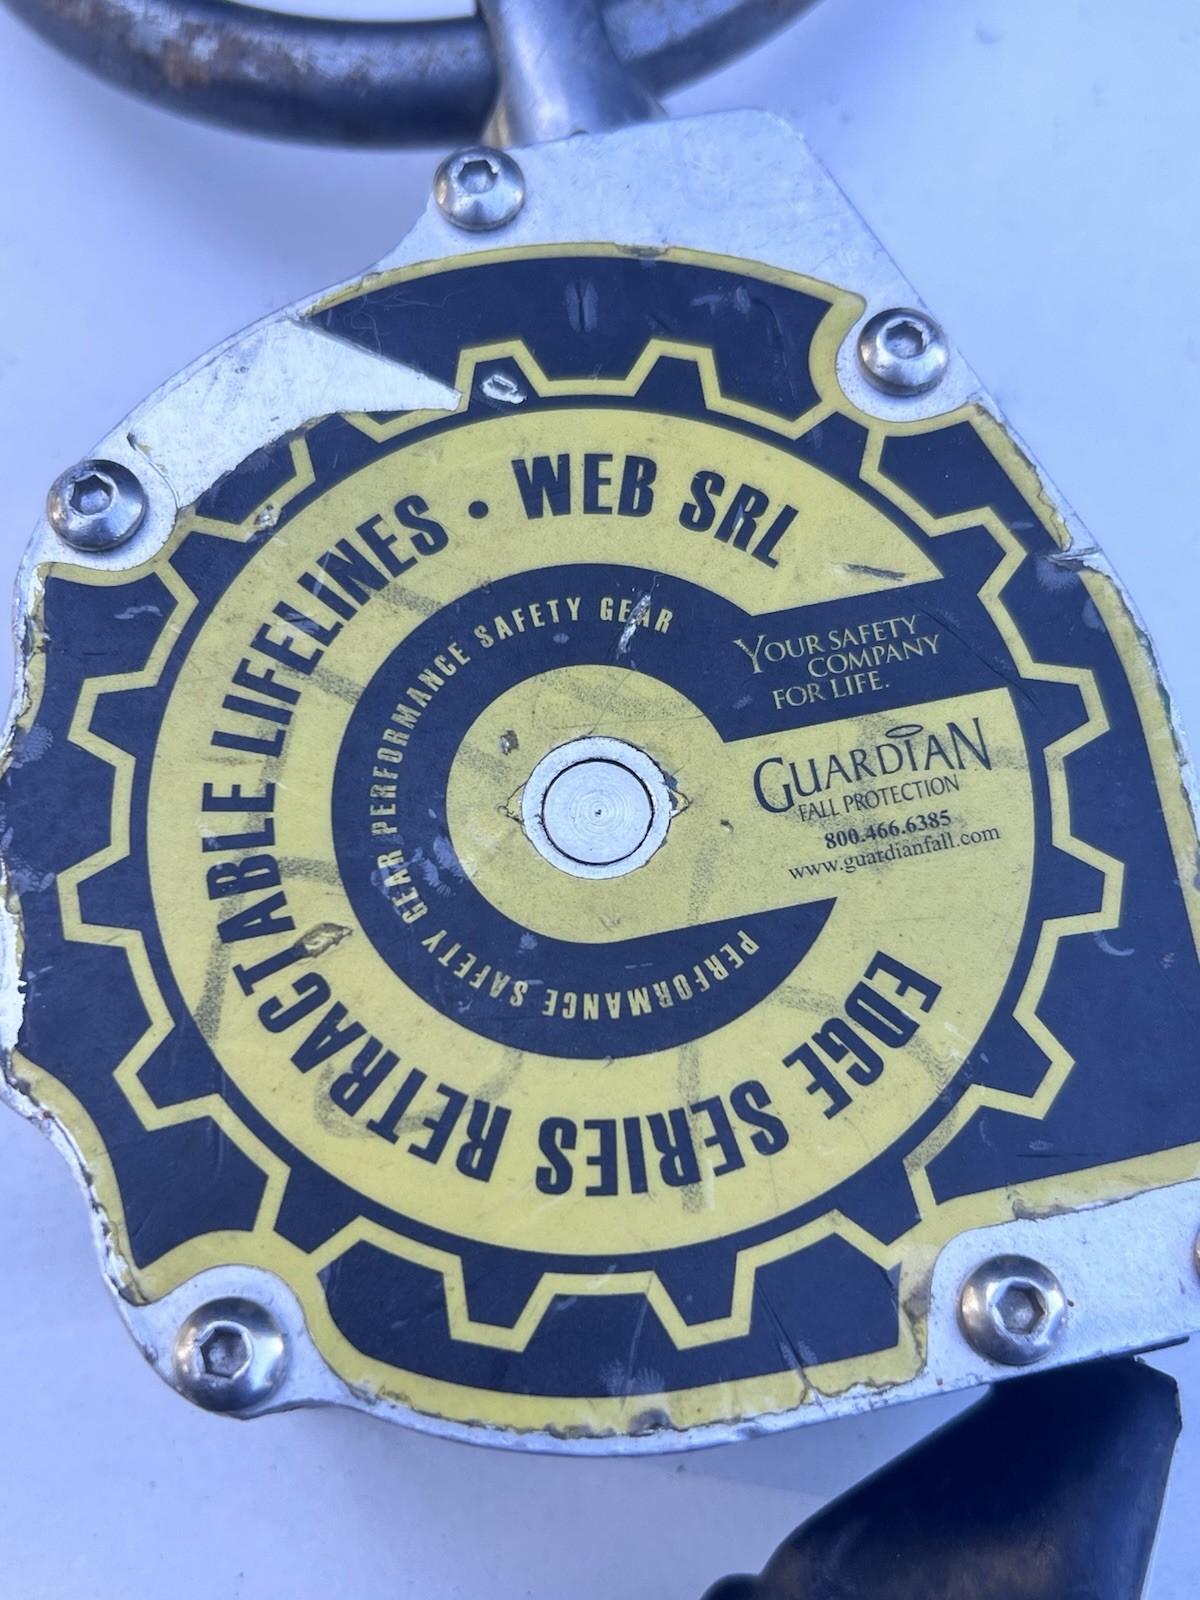 EDGE SERIES RETRACTABLE LIFELINES • WEB SRL
PERFORMANCE SAFETY GEAR PERFORMANCE SAFETY GEAR
YOUR SAFETY
COMPANY
FOR LIFE.
GUARDIAN
FALL PROTECTION
800.466.6385
www.guardianfall.com